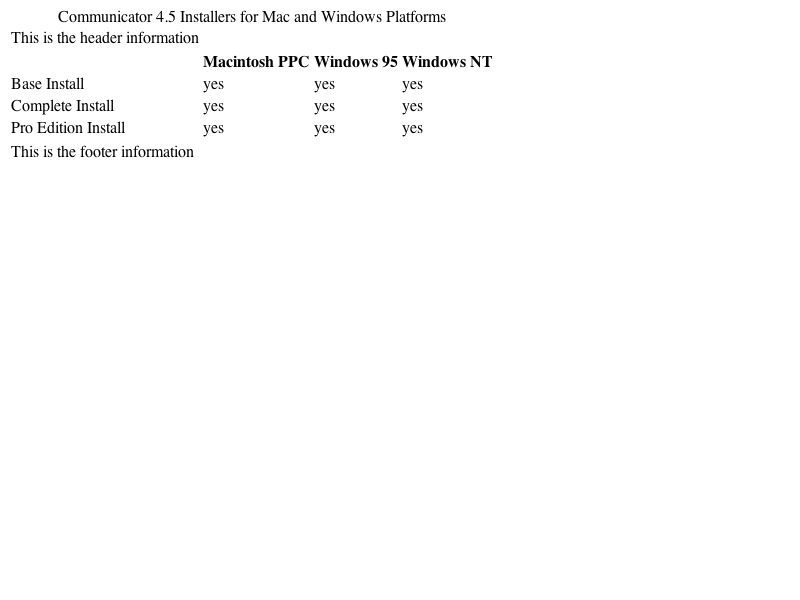 Communicator 4.5 Installers for Mac and Windows Platforms
This is the header information
Macintosh PPC Windows 95 Windows NT
Base Install yes yes yes
Complete Install yes yes yes
Pro Edition Install yes yes yes
This is the footer information